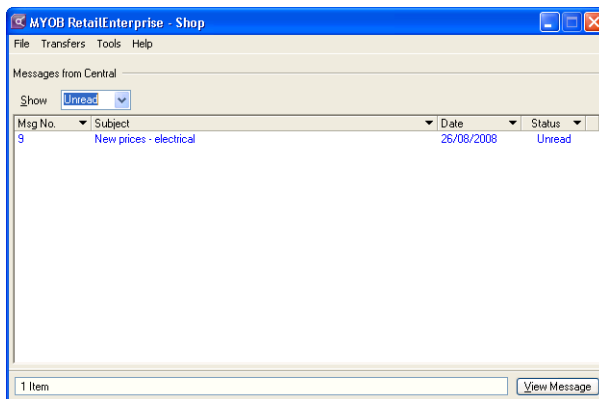 MYOB RetailEnterprise - Shop
File Transfers Tools Help
Messages from Central
Show Unread
Msg No. Subject Date Status
9 New prices - electrical 26/08/2008 Unread
1 Item View Message